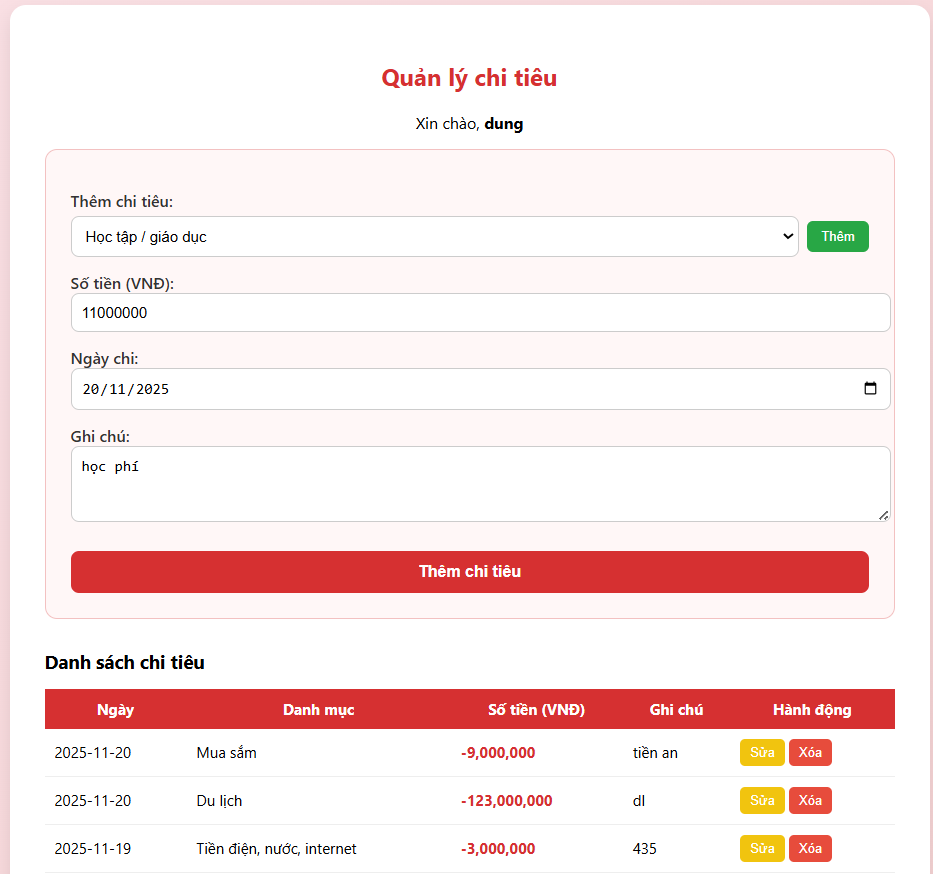 Quản lý chi tiêu
Xin chào, dung
Thêm chi tiêu:
Học tập / giáo dục
Thêm
Số tiền (VNĐ):
11000000
Ngày chi:
20/11/2025
Ghi chú:
học phí
Thêm chi tiêu
Danh sách chi tiêu
Ngày Danh mục Số tiền (VNĐ) Ghi chú Hành động
2025-11-20 Mua sắm -9,000,000 tiền an Sửa Xóa
2025-11-20 Du lịch -123,000,000 dl Sửa Xóa
2025-11-19 Tiền điện, nước, internet -3,000,000 435 Sửa Xóa